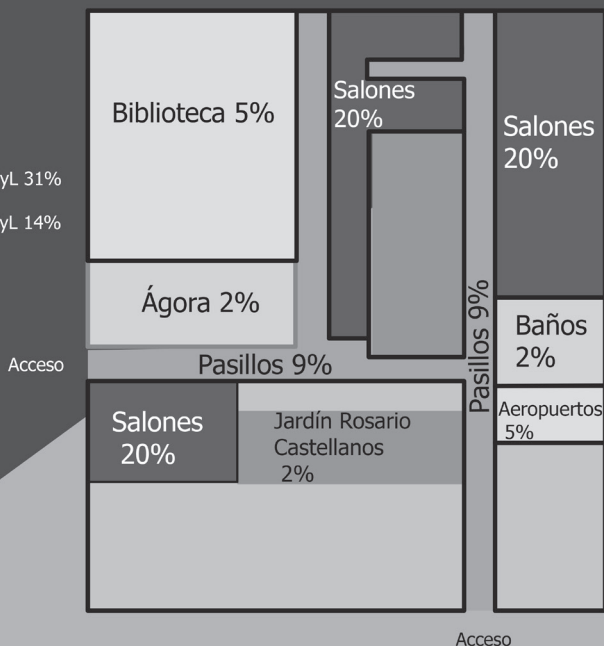 Biblioteca 5%
Salones
20%
Salones
20%
yL 31%
yL 14%
Ágora 2%
Pasillos 9%
Baños
2%
Acceso
Pasillos 9%
Aeropuertos
5%
Salones
20%
Jardín Rosario
Castellanos
2%
Acceso